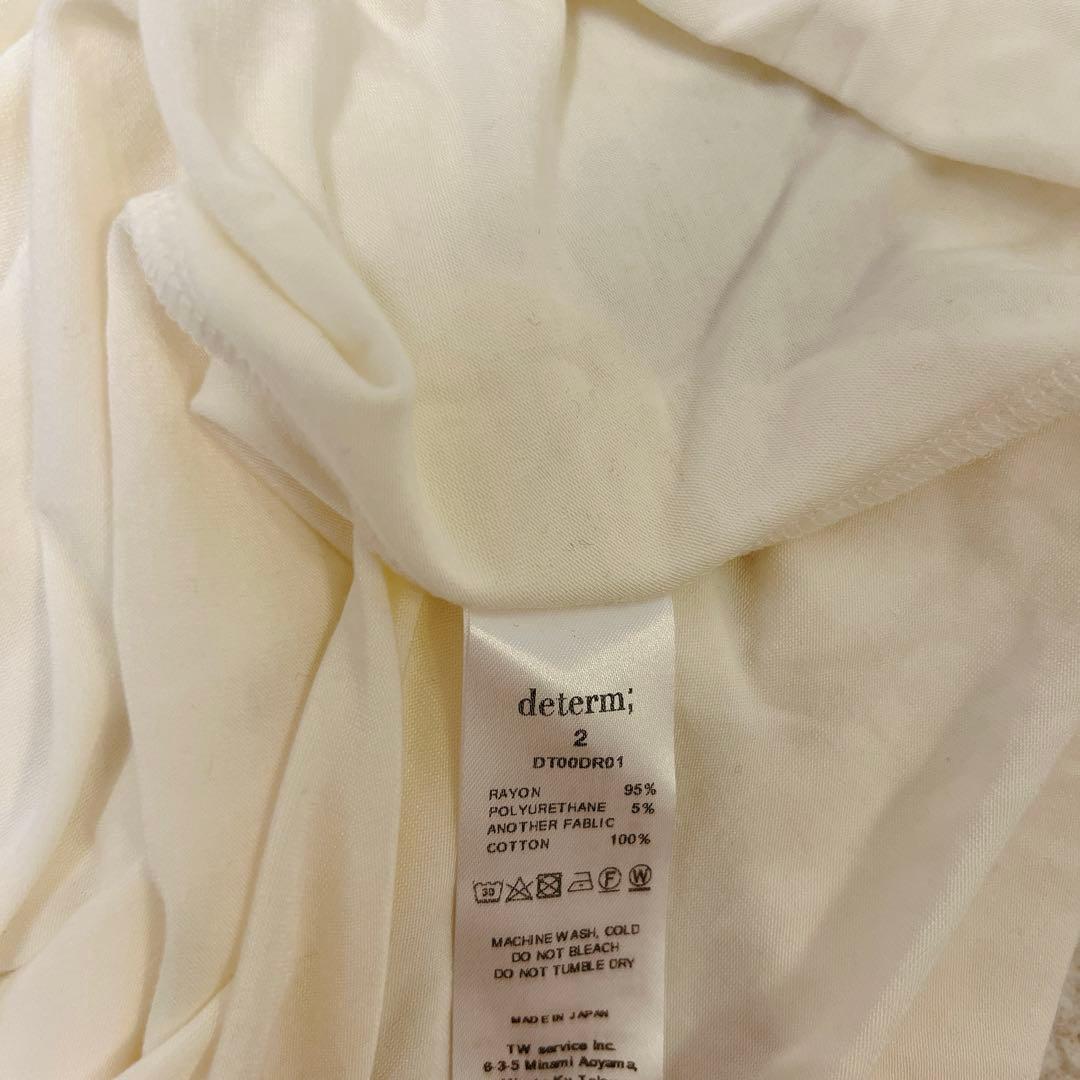 determ;
2
DT00DR01
RAYON 95%
POLYURETHANE 5%
ANOTHER FABLIC
COTTON 100%
30 F W
MACHINE WASH, COLD
DO NOT BLEACH
DO NOT TUMBLE DRY
MADE IN JAPAN
TW service Inc.
6-3-5 Minami Aoyama,